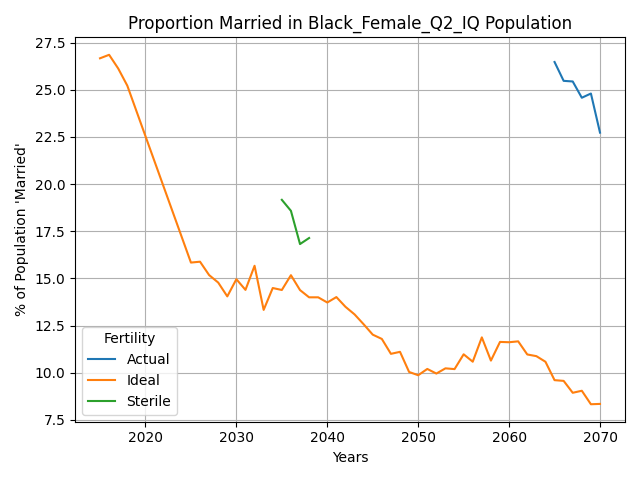 Proportion Married in Black_Female_Q2_IQ Population
% of Population 'Married'
27.5
25.0
22.5
20.0
17.5
15.0
12.5
10.0
7.5
Fertility
Actual
Ideal
Sterile
2020 2030 2040 2050 2060 2070
Years